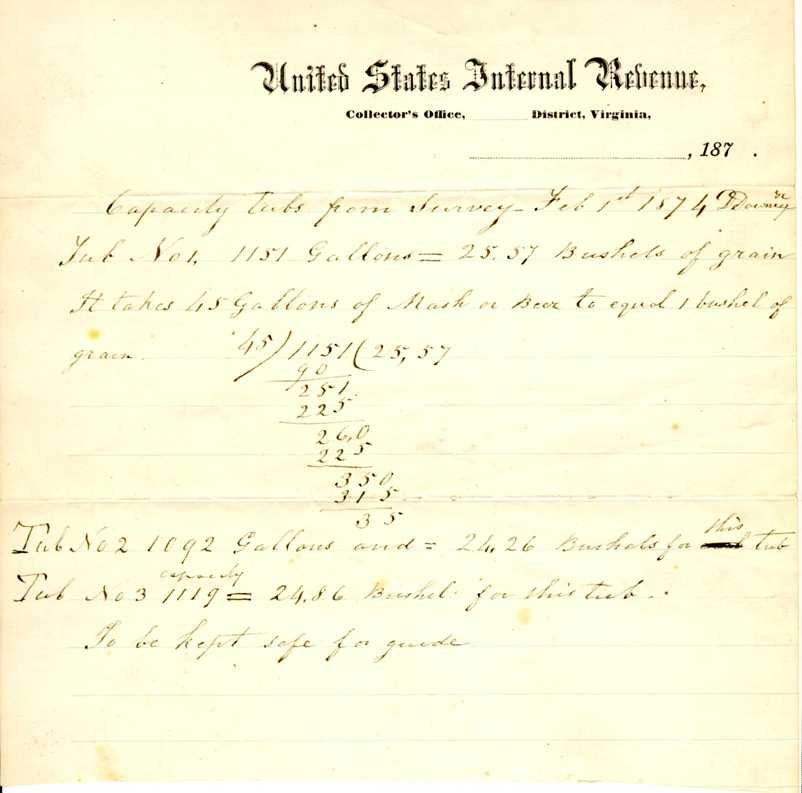 United States Internal Revenue,
Collector's Office, District, Virginia,
, 187 .
Capacity tubs from Survey - Feb 1st 1874 Downey
Tub No 1. 1151 Gallons = 25.57 Bushels of grain
It takes 45 Gallons of Mash or Beer to equal 1 bushel of
grain. 45) 1151 (25,57
90
251
225
26,0
225
350
315
35
Tub No 2 1092 Gallons and = 24,26 Bushels for this tub
Tub No 3 capacity 1119 = 24,86 Bushel for this tub.
To be kept safe for guide